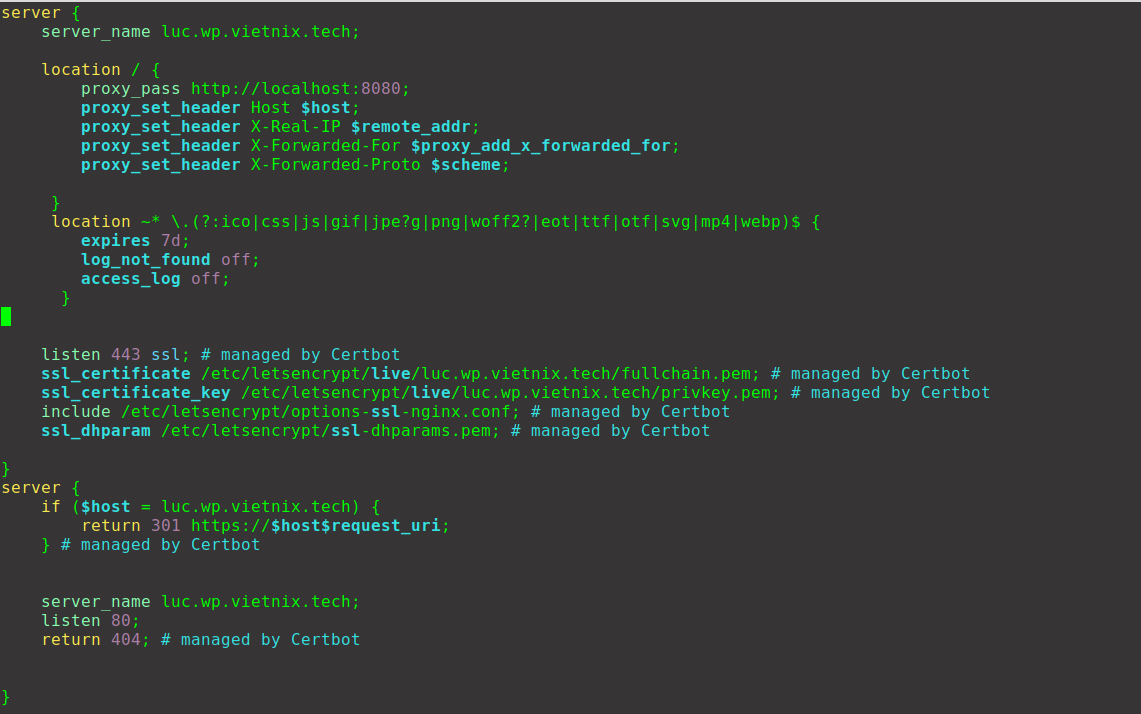 server {
    server_name luc.wp.vietnix.tech;

    location / {
        proxy_pass http://localhost:8080;
        proxy_set_header Host $host;
        proxy_set_header X-Real-IP $remote_addr;
        proxy_set_header X-Forwarded-For $proxy_add_x_forwarded_for;
        proxy_set_header X-Forwarded-Proto $scheme;

     }
     location ~* \.(?:ico|css|js|gif|jpe?g|png|woff2?|eot|ttf|otf|svg|mp4|webp)$ {
        expires 7d;
        log_not_found off;
        access_log off;
      }


    listen 443 ssl; # managed by Certbot
    ssl_certificate /etc/letsencrypt/live/luc.wp.vietnix.tech/fullchain.pem; # managed by Certbot
    ssl_certificate_key /etc/letsencrypt/live/luc.wp.vietnix.tech/privkey.pem; # managed by Certbot
    include /etc/letsencrypt/options-ssl-nginx.conf; # managed by Certbot
    ssl_dhparam /etc/letsencrypt/ssl-dhparams.pem; # managed by Certbot

}
server {
    if ($host = luc.wp.vietnix.tech) {
        return 301 https://$host$request_uri;
    } # managed by Certbot


    server_name luc.wp.vietnix.tech;
    listen 80;
    return 404; # managed by Certbot


}